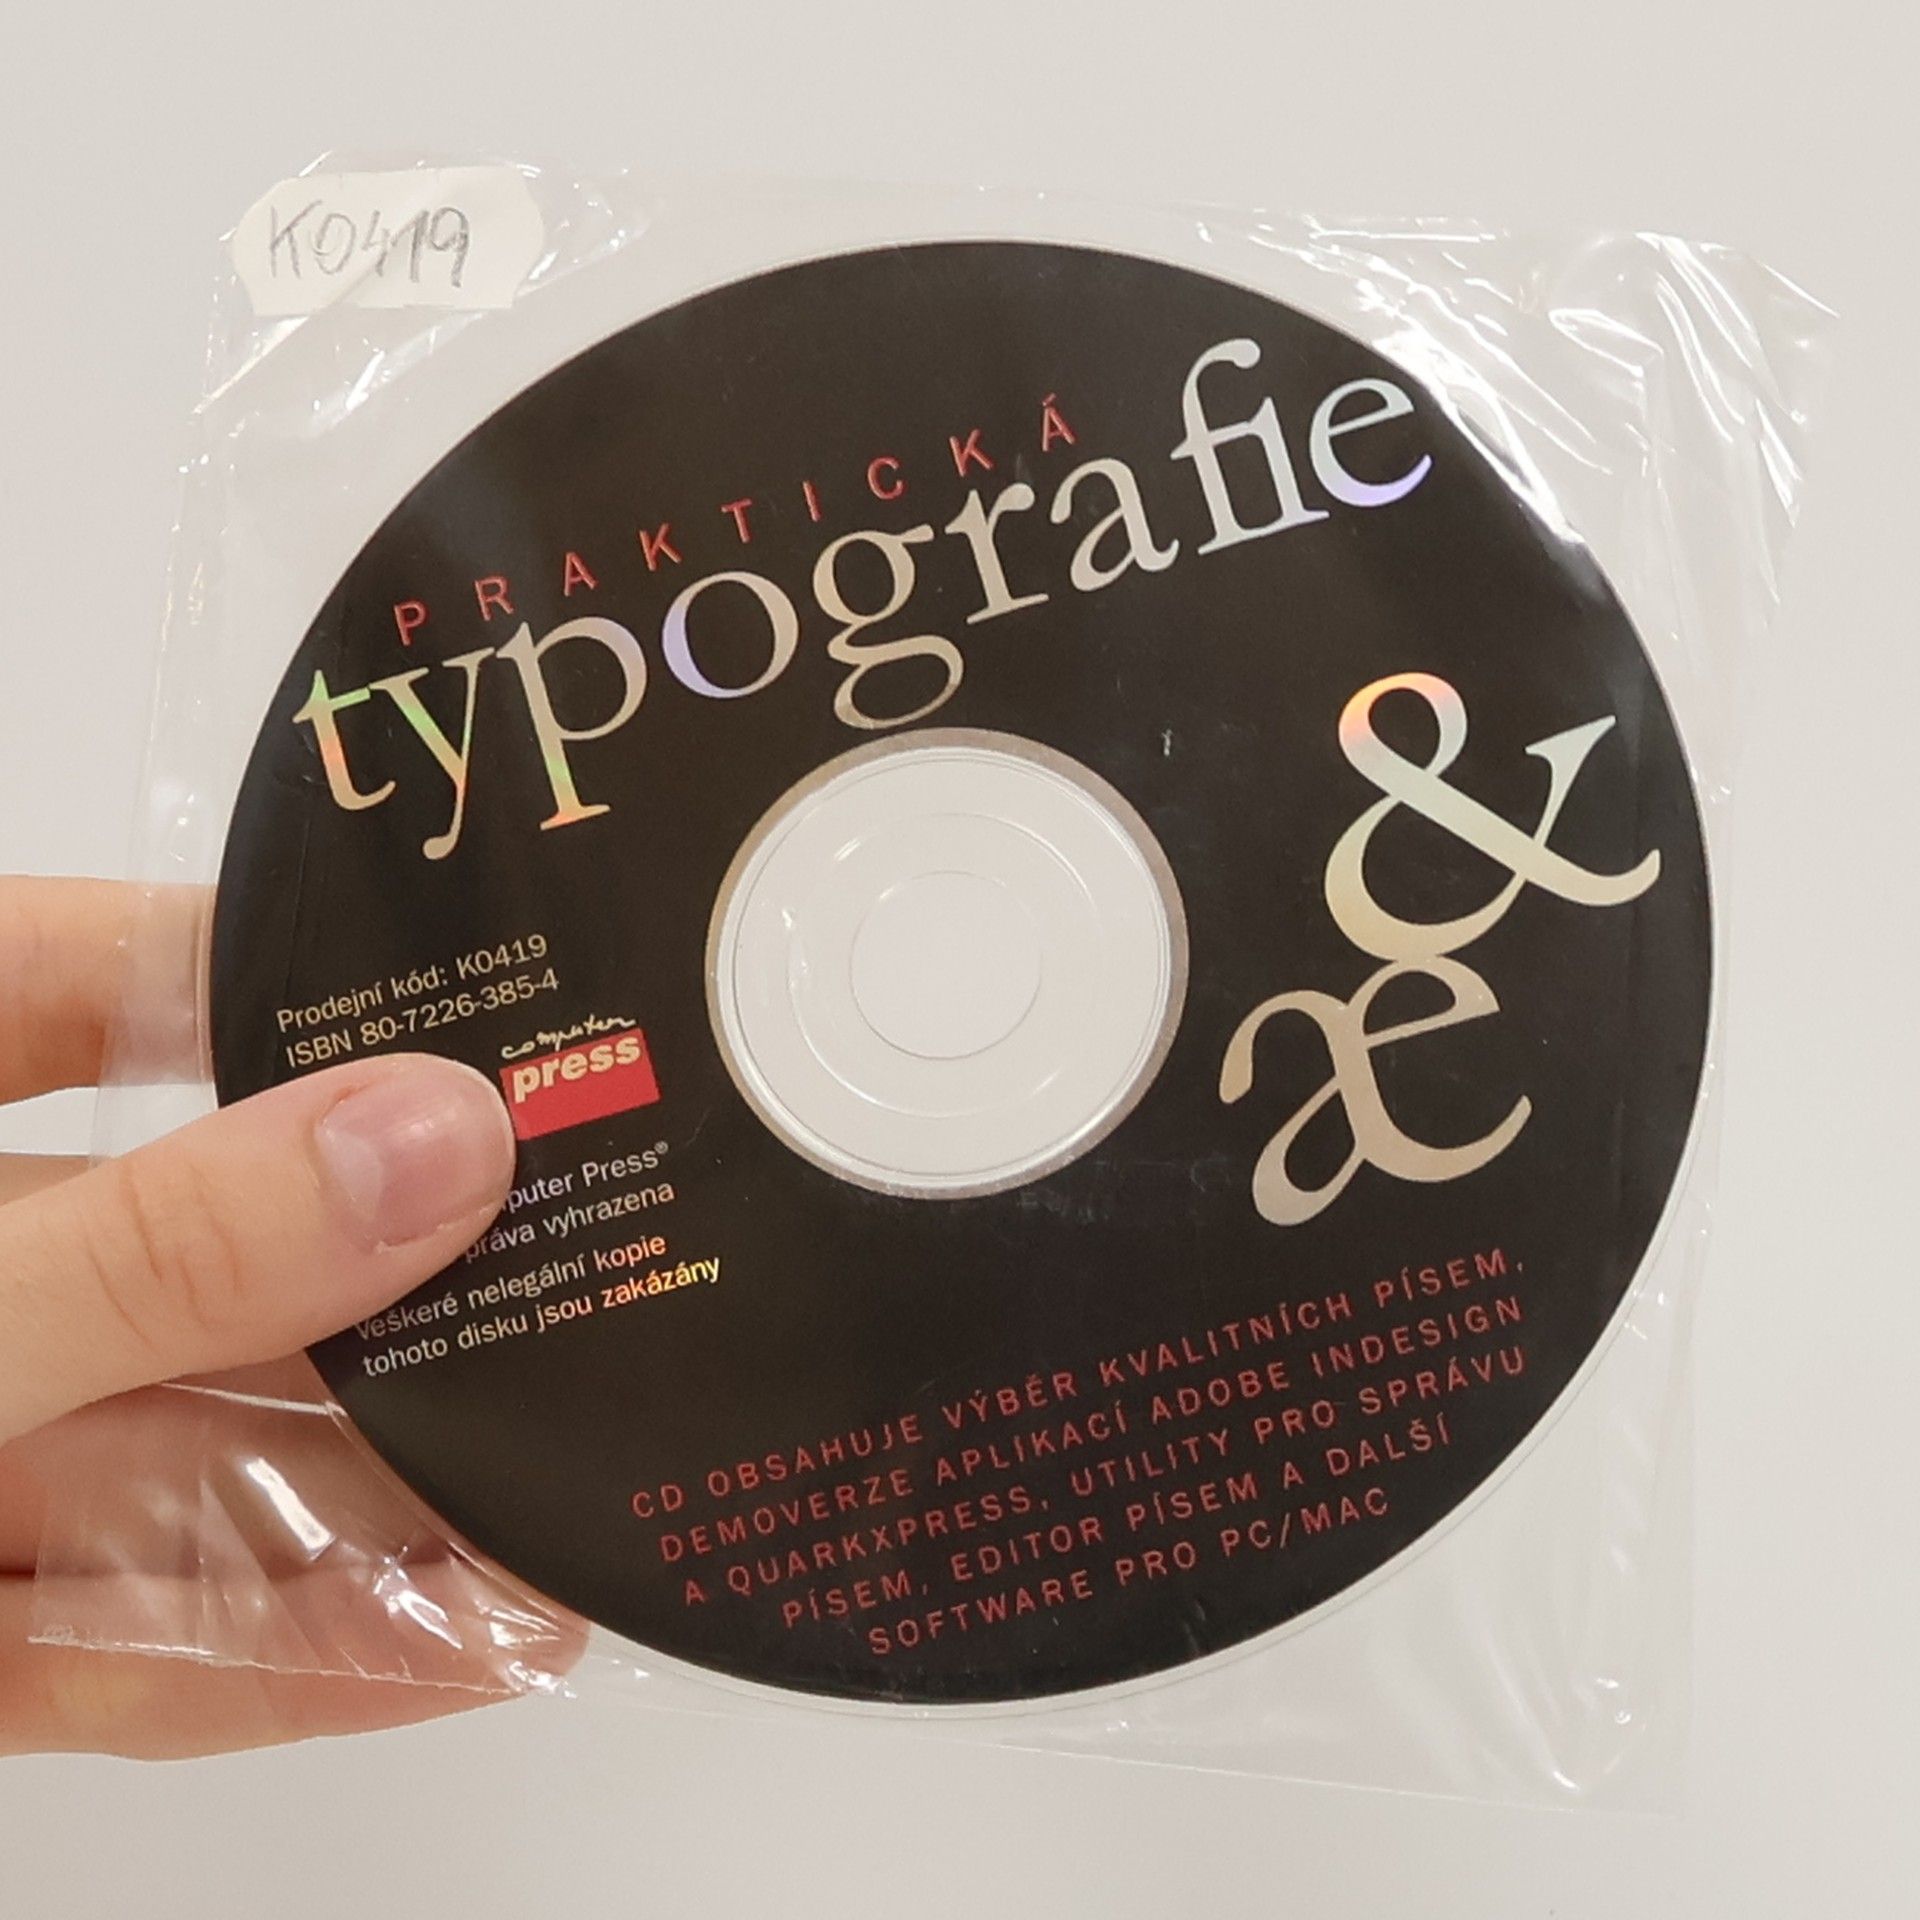 K0419
PRAKTICKÁ
typografie
&
æ
Prodejní kód: K0419
ISBN 80-7226-385-4
computer
press
Press®
práva vyhrazena
Veškeré nelegální kopie
tohoto disku jsou zakázány
CD OBSAHUJE VÝBĚR KVALITNÍCH PÍSEM,
DEMOVERZE APLIKACÍ ADOBE INDESIGN
A QUARKXPRESS, UTILITY PRO SPRÁVU
PÍSEM, EDITOR PÍSEM A DALŠÍ
SOFTWARE PRO PC/MAC